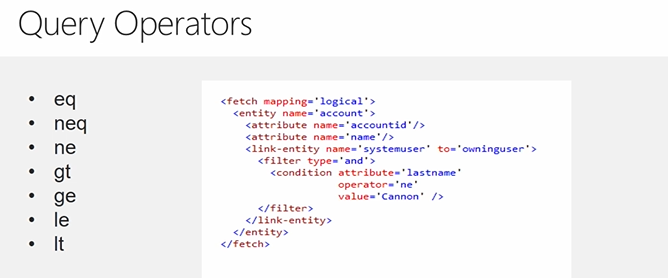 Query Operators
• eq
• neq
• ne
• gt
• ge
• le
• lt
<fetch mapping='logical'>
<entity name='account'>
<attribute name='accountid'/>
<attribute name='name'/>
<link-entity name='systemuser' to='owninguser'>
<filter type='and'>
<condition attribute='lastname'
operator='ne'
value='Cannon' />
</filter>
</link-entity>
</entity>
</fetch>